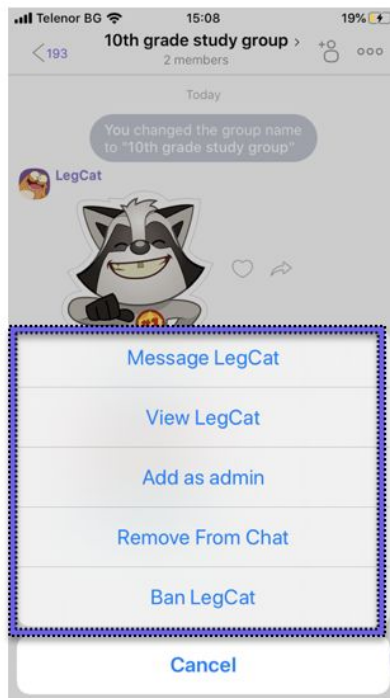 Telenor BG 15:08 19%
193 10th grade study group
2 members
Today
You changed the group name
to "10th grade study group"
LegCat
#1
Message LegCat
View LegCat
Add as admin
Remove From Chat
Ban LegCat
Cancel